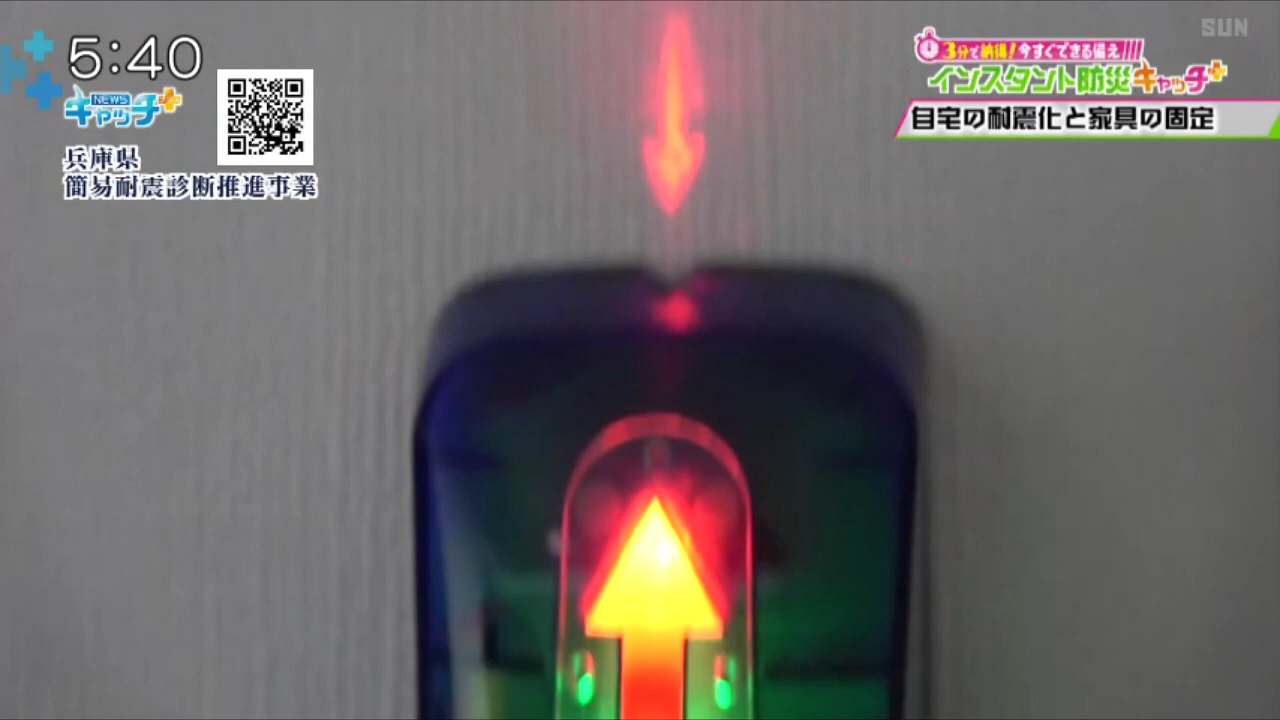 5:40
NEWS
キャッチ+
兵庫県
簡易耐震診断推進事業
SUN
3分で納得!今すぐできる備え
インスタント防災キャッチ+
自宅の耐震化と家具の固定